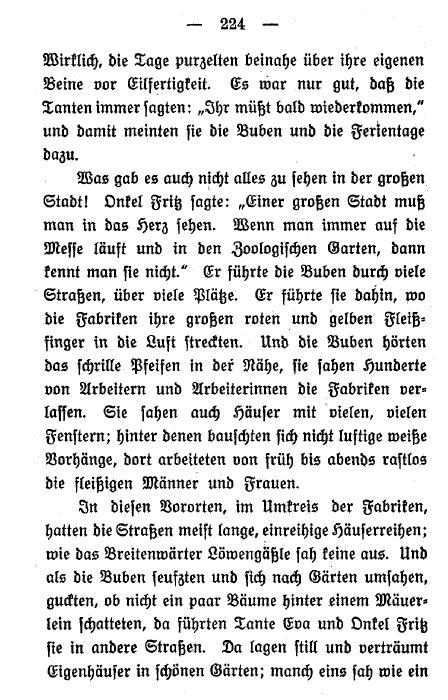 — 224 —
Wirklich, die Tage purzelten beinahe über ihre eigenen
Beine vor Eilfertigkeit. Es war nur gut, daß die
Tanten immer sagten: „Ihr müßt bald wiederkommen,“
und damit meinten sie die Buben und die Ferientage
dazu.
Was gab es auch nicht alles zu sehen in der großen
Stadt! Onkel Fritz sagte: „Einer großen Stadt muß
man in das Herz sehen. Wenn man immer auf die
Messe läuft und in den Zoologischen Garten, dann
kennt man sie nicht.“ Er führte die Buben durch viele
Straßen, über viele Plätze. Er führte sie dahin, wo
die Fabriken ihre großen roten und gelben Fleiß-
finger in die Luft streckten. Und die Buben hörten
das schrille Pfeifen in der Nähe, sie sahen Hunderte
von Arbeitern und Arbeiterinnen die Fabriken ver-
lassen. Sie sahen auch Häuser mit vielen, vielen
Fenstern; hinter denen bauschten sich nicht luftige weiße
Vorhänge, dort arbeiteten von früh bis abends rastlos
die fleißigen Männer und Frauen.
In diesen Vororten, im Umkreis der Fabriken,
hatten die Straßen meist lange, einreihige Häuserreihen;
wie das Breitenwärter Löwengäßle sah keine aus. Und
als die Buben seufzten und sich nach Gärten umsahen,
guckten, ob nicht ein paar Bäume hinter einem Mäuer-
lein schatteten, da führten Tante Eva und Onkel Fritz
sie in andere Straßen. Da lagen still und verträumt
Eigenhäuser in schönen Gärten; manch eins sah wie ein